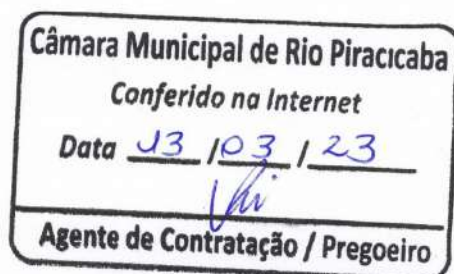 Câmara Municipal de Rio Piracicaba
Conferido na Internet
Data 13 / 03 / 23
Agente de Contratação / Pregoeiro